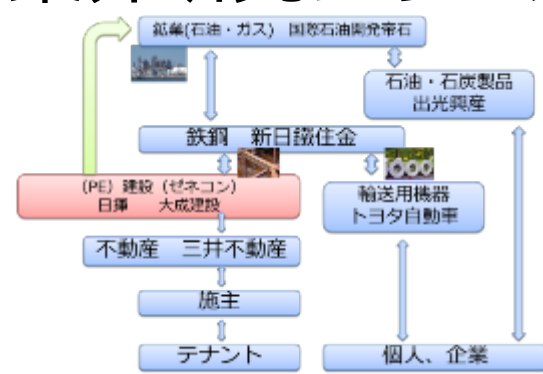 鉱業(石油・ガス) 国際石油開発帝石
石油・石炭製品
出光興産
鉄鋼 新日鐵住金
(PE) 建設（ゼネコン）
日揮 大成建設
輸送用機器
トヨタ自動車
不動産 三井不動産
施主
テナント
個人、企業